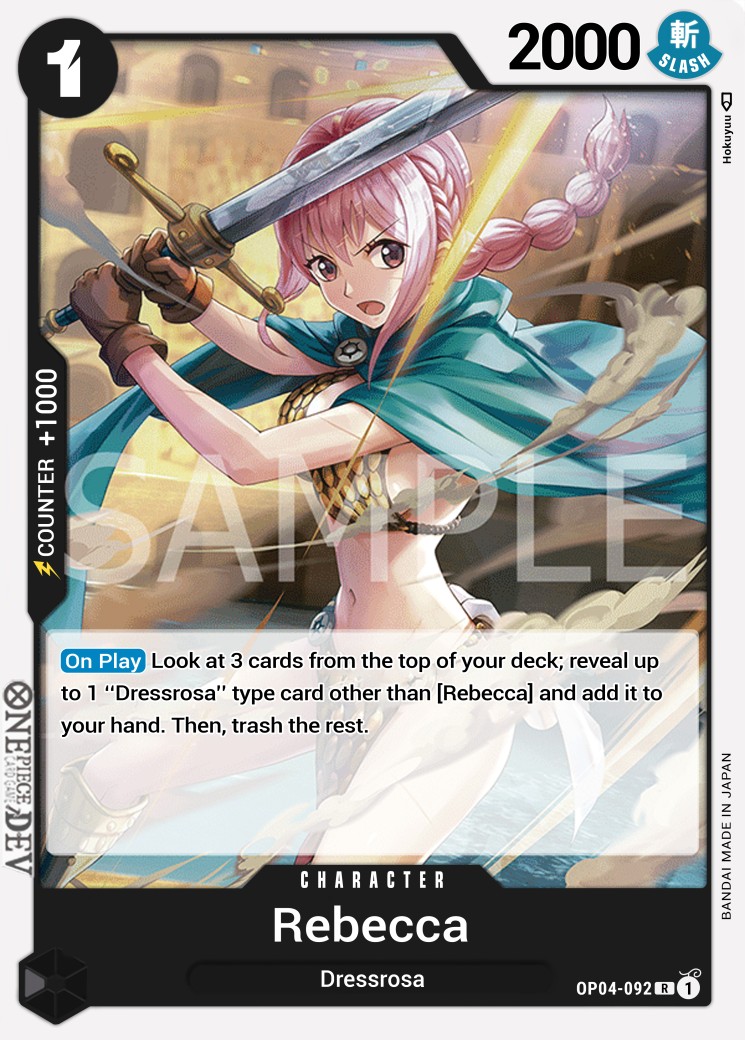 1
2000
斬
SLASH
Hokuyuu
COUNTER +1000
SAMPLE
On Play Look at 3 cards from the top of your deck; reveal up
to 1 “Dressrosa” type card other than [Rebecca] and add it to
your hand. Then, trash the rest.
ONE PIECE
CARD GAME
.DEV
BANDAI MADE IN JAPAN
CHARACTER
Rebecca
Dressrosa
OP04-092 R 1